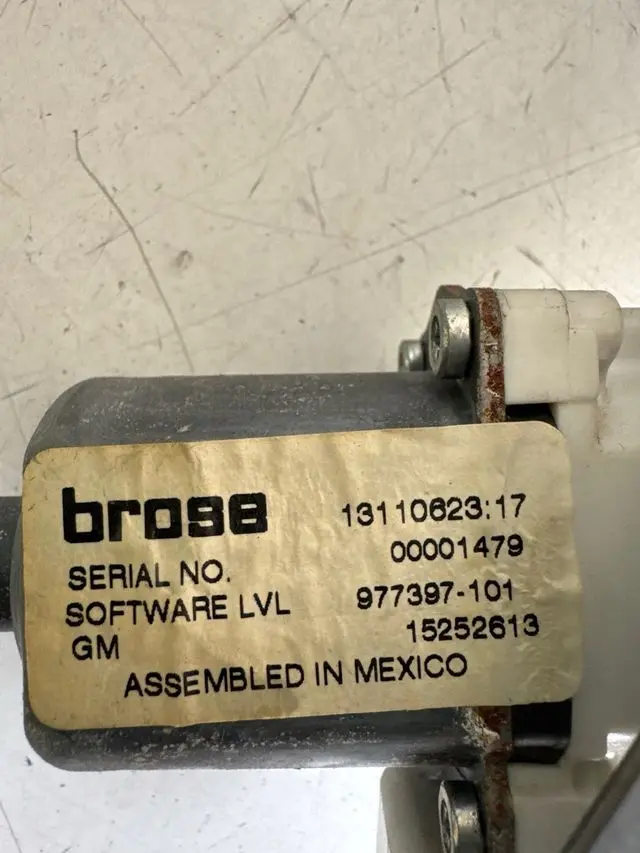 brose 13110623:17
SERIAL NO. 00001479
SOFTWARE LVL 977397-101
GM 15252613
ASSEMBLED IN MEXICO